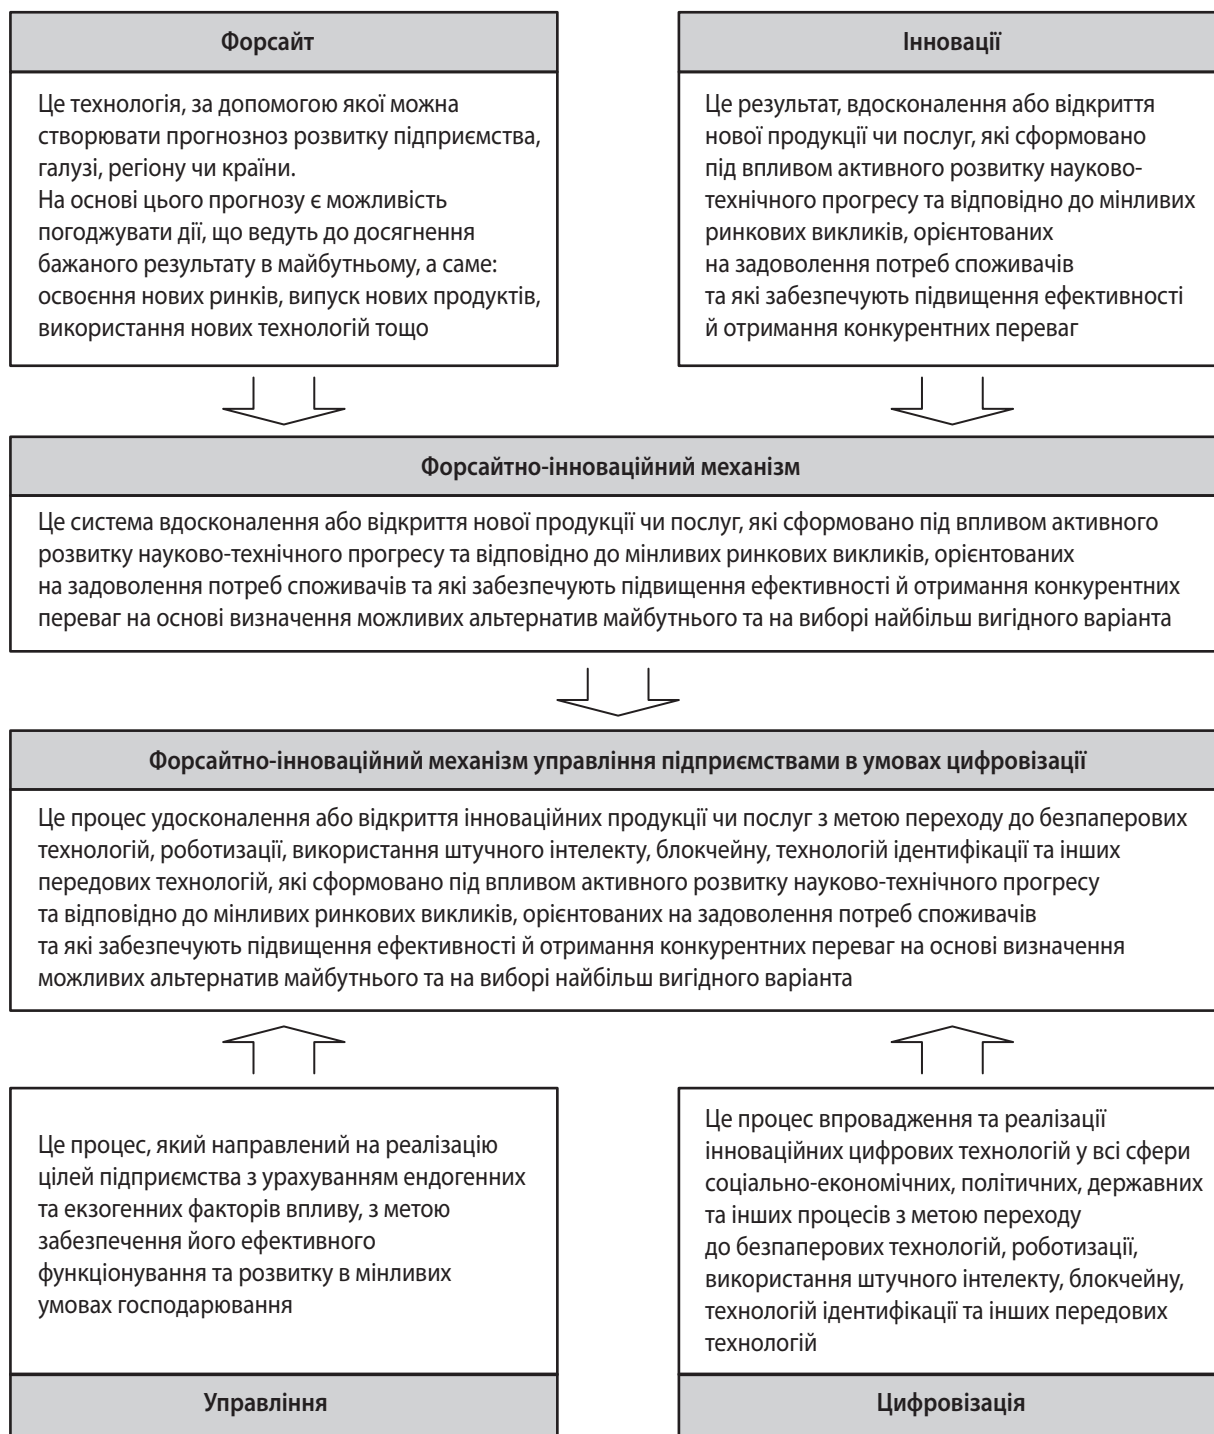 Форсайт
Це технологія, за допомогою якої можна
створювати прогнозноз розвитку підприємства,
галузі, регіону чи країни.
На основі цього прогнозу є можливість
погоджувати дії, що ведуть до досягнення
бажаного результату в майбутньому, а саме:
освоєння нових ринків, випуск нових продуктів,
використання нових технологій тощо
Інновації
Це результат, вдосконалення або відкриття
нової продукції чи послуг, які сформовано
під впливом активного розвитку науково-
технічного прогресу та відповідно до мінливих
ринкових викликів, орієнтованих
на задоволення потреб споживачів
та які забезпечують підвищення ефективності
й отримання конкурентних переваг
Форсайтно-інноваційний механізм
Це система вдосконалення або відкриття нової продукції чи послуг, які сформовано під впливом активного
розвитку науково-технічного прогресу та відповідно до мінливих ринкових викликів, орієнтованих
на задоволення потреб споживачів та які забезпечують підвищення ефективності й отримання конкурентних
переваг на основі визначення можливих альтернатив майбутнього та на виборі найбільш вигідного варіанта
Форсайтно-інноваційний механізм управління підприємствами в умовах цифровізації
Це процес удосконалення або відкриття інноваційних продукції чи послуг з метою переходу до безпаперових
технологій, роботизації, використання штучного інтелекту, блокчейну, технологій ідентифікації та інших
передових технологій, які сформовано під впливом активного розвитку науково-технічного прогресу
та відповідно до мінливих ринкових викликів, орієнтованих на задоволення потреб споживачів
та які забезпечують підвищення ефективності й отримання конкурентних переваг на основі визначення
можливих альтернатив майбутнього та на виборі найбільш вигідного варіанта
Це процес, який направлений на реалізацію
цілей підприємства з урахуванням ендогенних
та екзогенних факторів впливу, з метою
забезпечення його ефективного
функціонування та розвитку в мінливих
умовах господарювання
Управління
Це процес впровадження та реалізації
інноваційних цифрових технологій у всі сфери
соціально-економічних, політичних, державних
та інших процесів з метою переходу
до безпаперових технологій, роботизації,
використання штучного інтелекту, блокчейну,
технологій ідентифікації та інших передових
технологій
Цифровізація